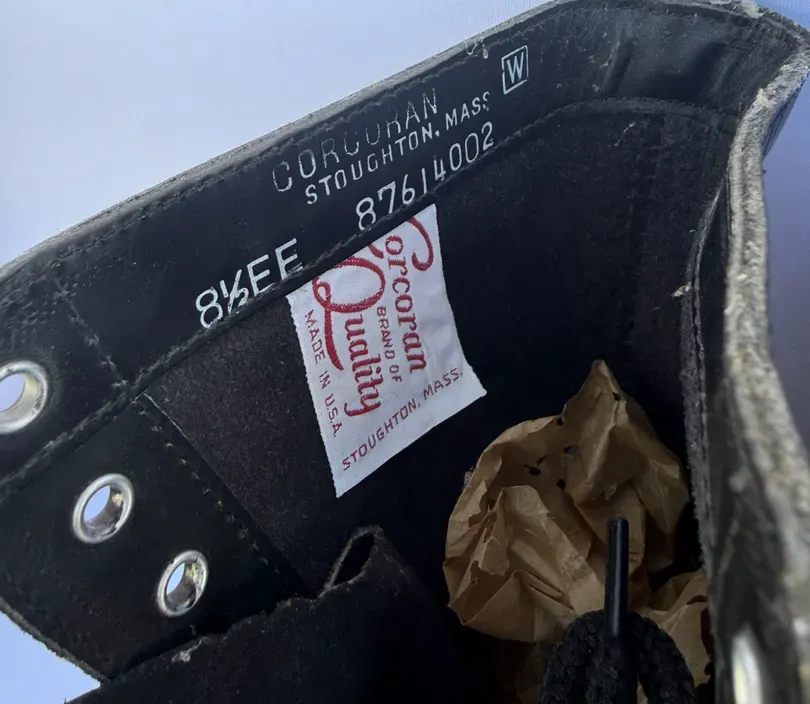 W
CORCORAN
STOUGHTON, MASS
87614002
8½EE
Corcoran
BRAND OF
Quality
MADE IN U.S.A.
STOUGHTON, MASS.